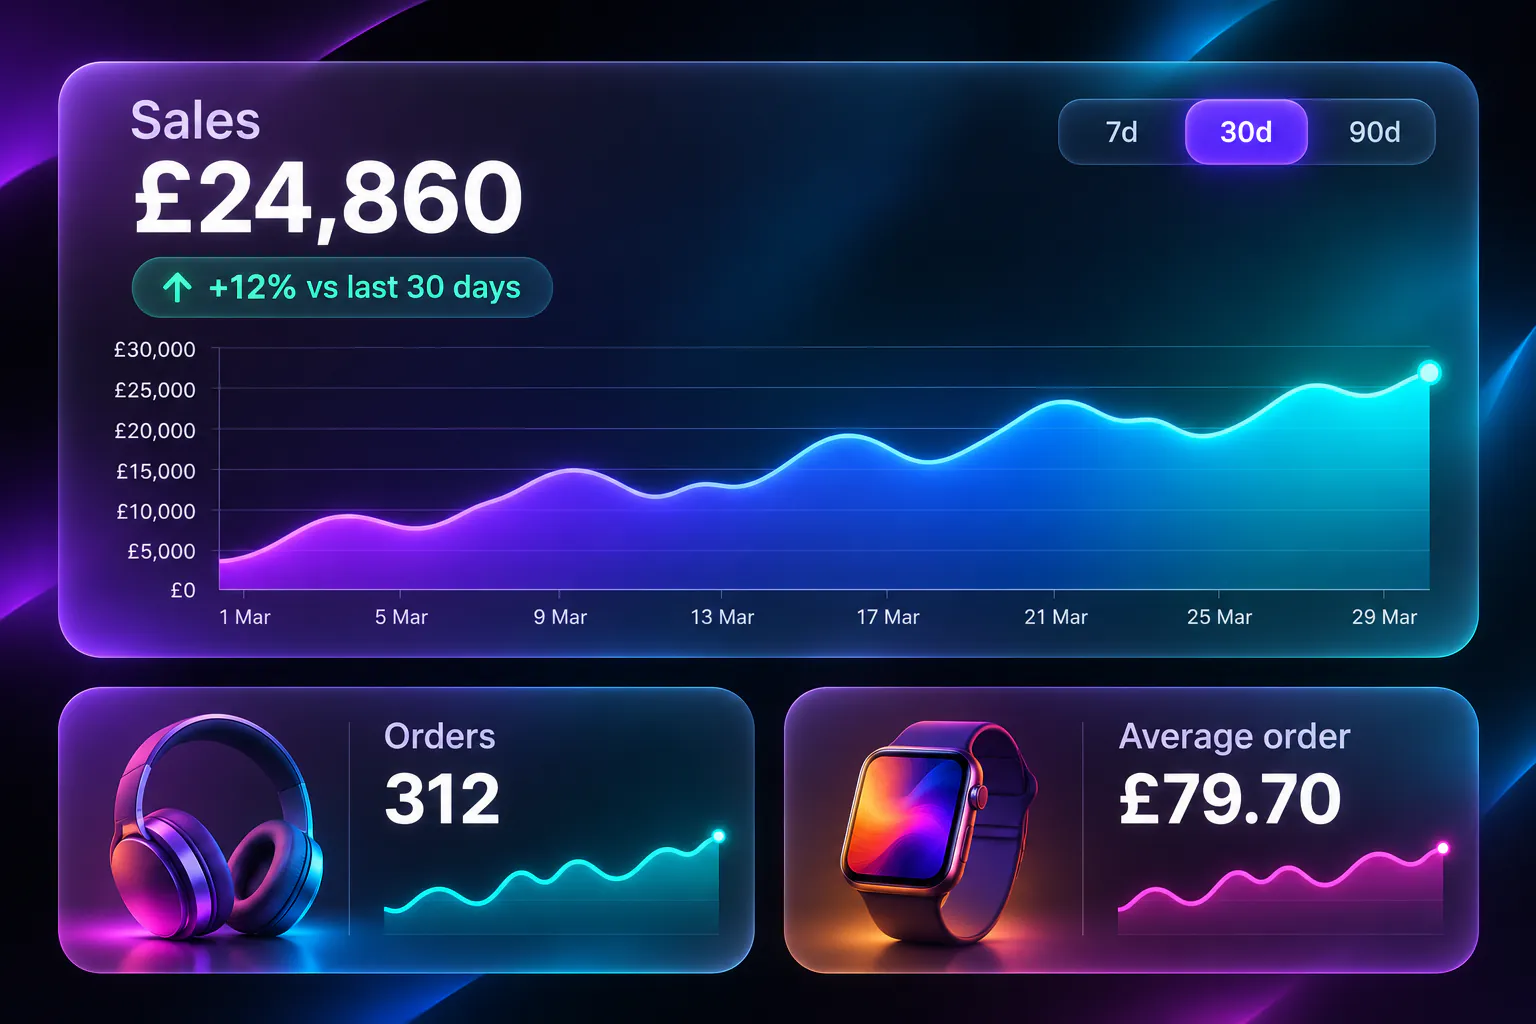 Sales
7d 30d 90d
£24,860
↑ +12% vs last 30 days
£30,000
£25,000
£20,000
£15,000
£10,000
£5,000
£0
1 Mar 5 Mar 9 Mar 13 Mar 17 Mar 21 Mar 25 Mar 29 Mar
Orders
312
Average order
£79.70